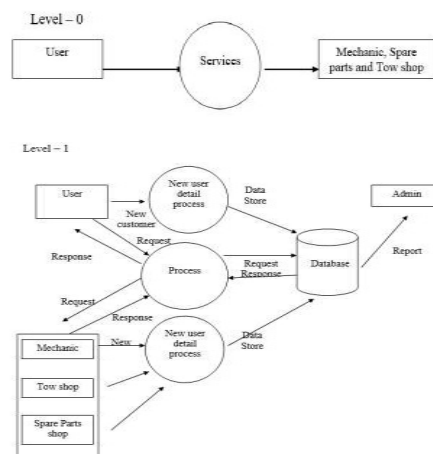 Level – 0
User
Services
Mechanic, Spare
parts and Tow shop
Level – 1
User
New
customer
New user
detail
process
Data
Store
Admin
Request
Response
Process
Request
Response
Database
Report
Request
Response
Mechanic
New
New user
detail
process
Data
Store
Tow shop
Spare Parts
shop